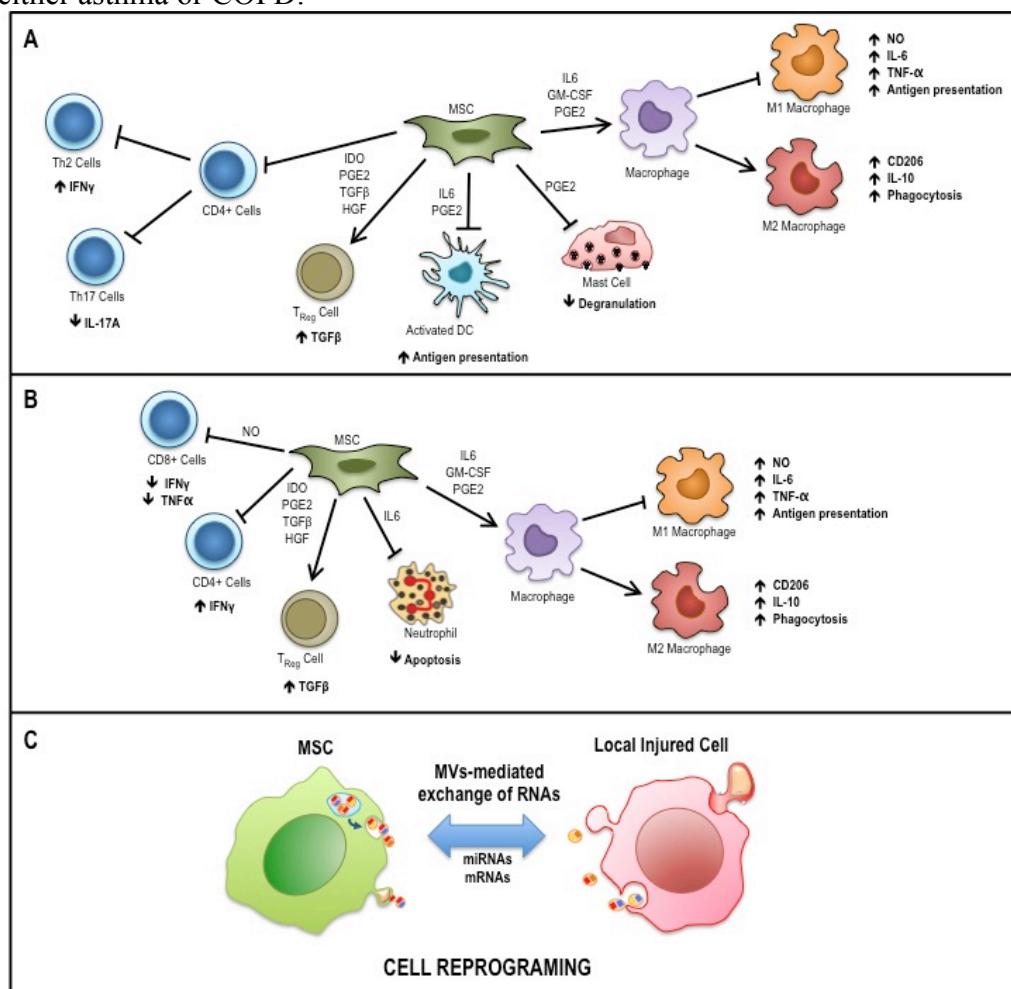 either asthma or COPD.
A
MSC
IL6
GM-CSF
PGE2
Macrophage
M1 Macrophage
↑ NO
↑ IL-6
↑ TNF-α
↑ Antigen presentation
M2 Macrophage
↑ CD206
↑ IL-10
↑ Phagocytosis
Th2 Cells
↑ IFNγ
CD4+ Cells
Th17 Cells
↓ IL-17A
IDO
PGE2
TGFβ
HGF
TReg Cell
↑ TGFβ
IL6
PGE2
Activated DC
↑ Antigen presentation
PGE2
Mast Cell
↓ Degranulation
B
NO
MSC
CD8+ Cells
↓ IFNγ
↓ TNFα
CD4+ Cells
↑ IFNγ
IDO
PGE2
TGFβ
HGF
TReg Cell
↑ TGFβ
IL6
Neutrophil
↓ Apoptosis
IL6
GM-CSF
PGE2
Macrophage
M1 Macrophage
↑ NO
↑ IL-6
↑ TNF-α
↑ Antigen presentation
M2 Macrophage
↑ CD206
↑ IL-10
↑ Phagocytosis
C
MSC
MVs-mediated
exchange of RNAs
miRNAs
mRNAs
Local Injured Cell
CELL REPROGRAMING